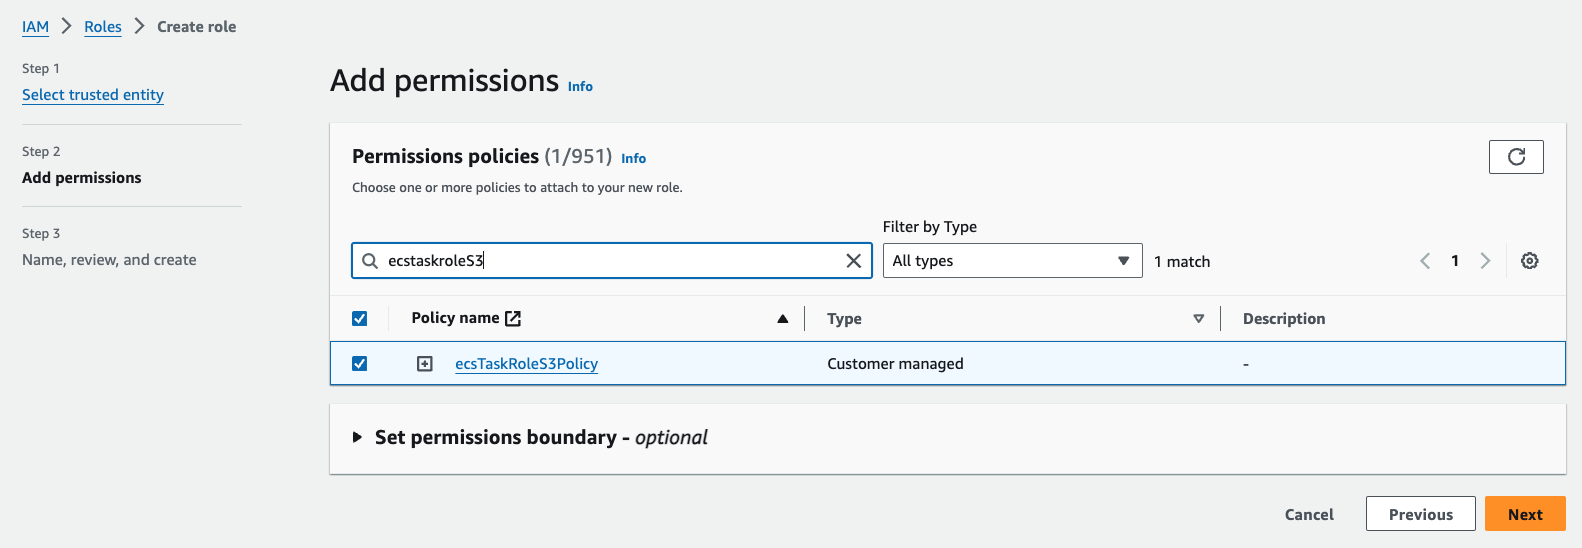 IAM > Roles > Create role
Step 1
Select trusted entity
Step 2
Add permissions
Step 3
Name, review, and create
Add permissions Info
Permissions policies (1/951) Info
Choose one or more policies to attach to your new role.
Filter by Type
ecstaskroleS3
All types
1 match
1
Policy name
Type
Description
ecsTaskRoleS3Policy
Customer managed
-
Set permissions boundary - optional
Cancel
Previous
Next